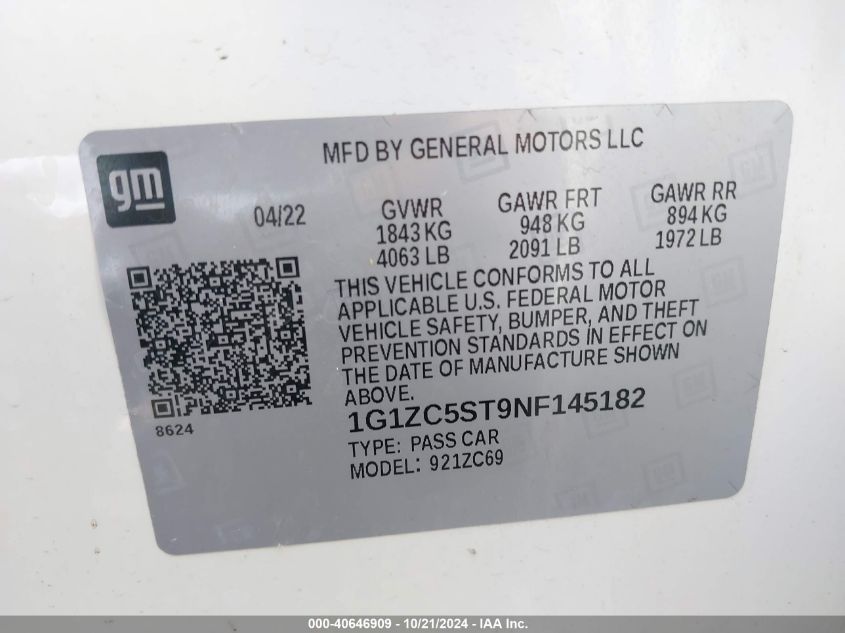 MFD BY GENERAL MOTORS LLC
gm
04/22
GVWR
1843 KG
4063 LB
GAWR FRT
948 KG
2091 LB
GAWR RR
894 KG
1972 LB
THIS VEHICLE CONFORMS TO ALL
APPLICABLE U.S. FEDERAL MOTOR
VEHICLE SAFETY, BUMPER, AND THEFT
PREVENTION STANDARDS IN EFFECT ON
THE DATE OF MANUFACTURE SHOWN
ABOVE.
8624
1G1ZC5ST9NF145182
TYPE: PASS CAR
MODEL: 921ZC69
000-40646909 - 10/21/2024 - IAA Inc.